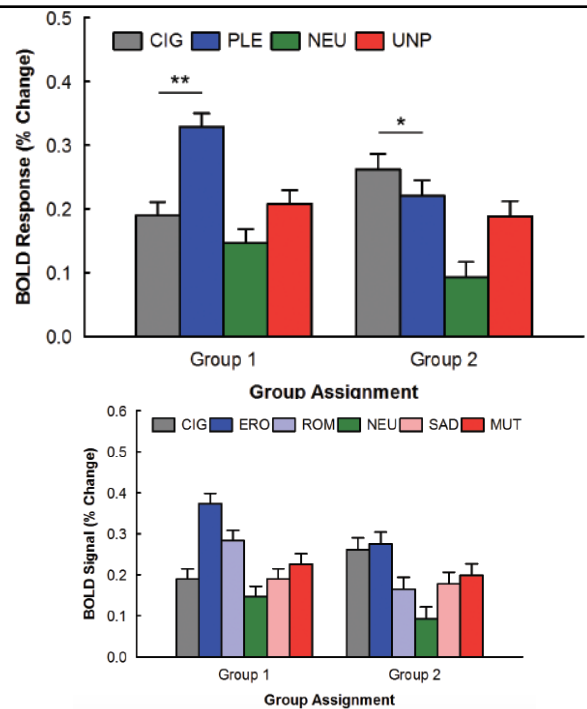 0.5
CIG PLE NEU UNP
0.4
**
*
0.3
0.2
0.1
0.0
BOLD Response (% Change)
Group 1 Group 2
Group Assignment
0.6
CIG ERO ROM NEU SAD MUT
0.5
0.4
0.3
0.2
0.1
0.0
BOLD Signal (% Change)
Group 1 Group 2
Group Assignment